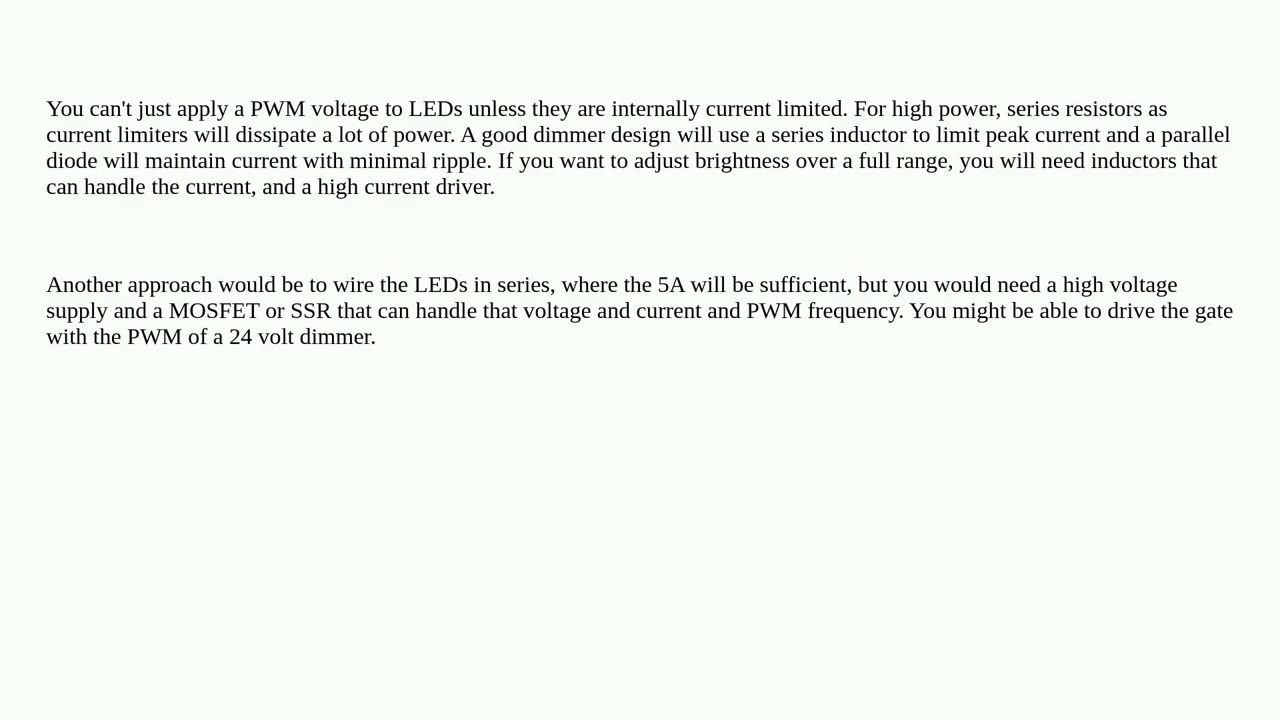 You can't just apply a PWM voltage to LEDs unless they are internally current limited. For high power, series resistors as
current limiters will dissipate a lot of power. A good dimmer design will use a series inductor to limit peak current and a parallel
diode will maintain current with minimal ripple. If you want to adjust brightness over a full range, you will need inductors that
can handle the current, and a high current driver.
Another approach would be to wire the LEDs in series, where the 5A will be sufficient, but you would need a high voltage
supply and a MOSFET or SSR that can handle that voltage and current and PWM frequency. You might be able to drive the gate
with the PWM of a 24 volt dimmer.